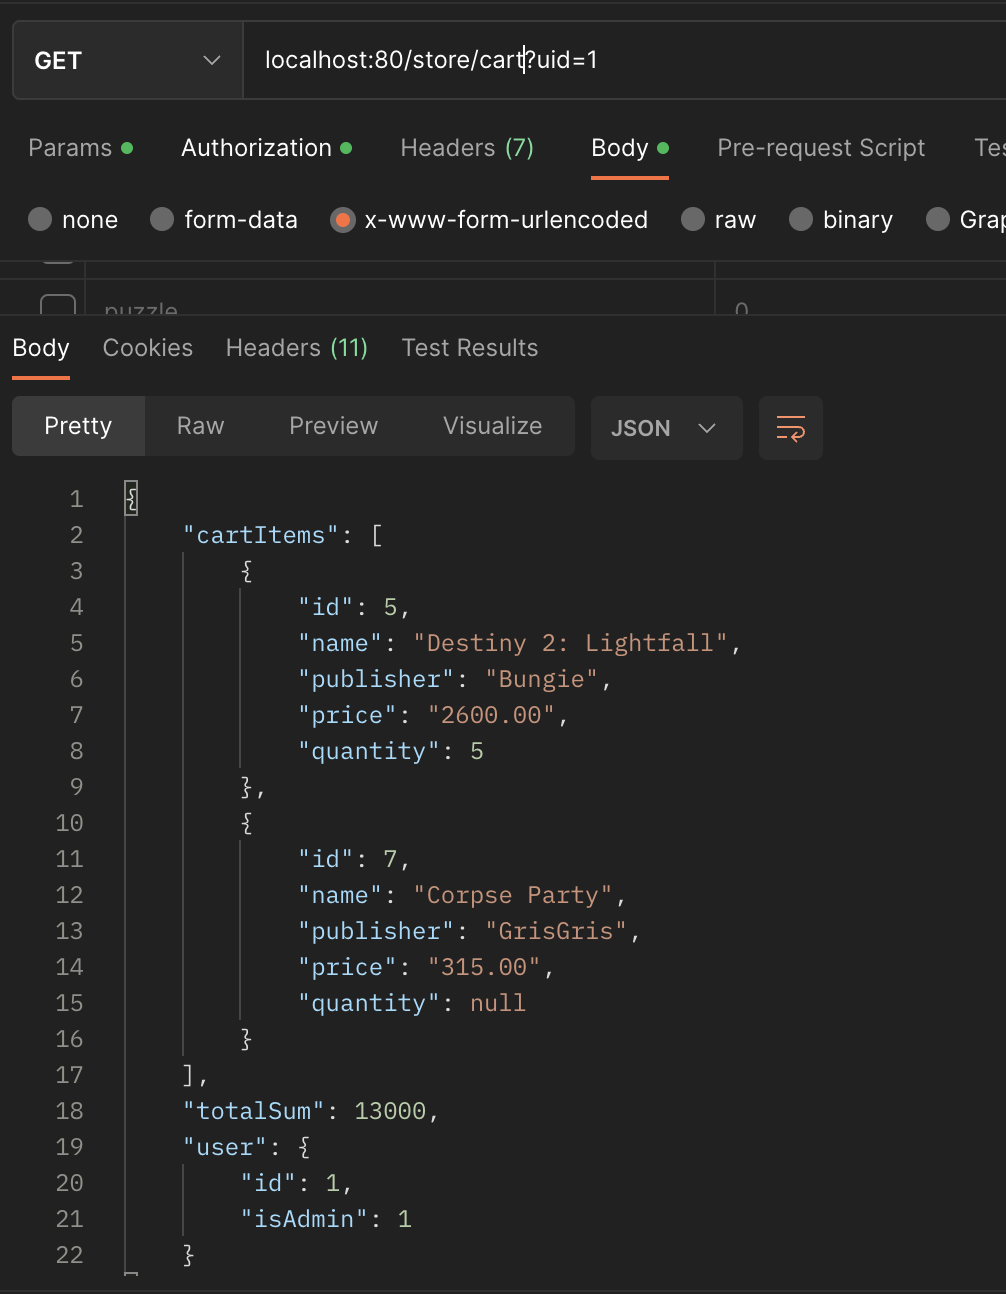 GET localhost:80/store/cart?uid=1
Params Authorization Headers (7) Body Pre-request Script Tes
none form-data x-www-form-urlencoded raw binary Grap
puzzle 0
Body Cookies Headers (11) Test Results
Pretty Raw Preview Visualize JSON
1 {
2 "cartItems": [
3 {
4 "id": 5,
5 "name": "Destiny 2: Lightfall",
6 "publisher": "Bungie",
7 "price": "2600.00",
8 "quantity": 5
9 },
10 {
11 "id": 7,
12 "name": "Corpse Party",
13 "publisher": "GrisGris",
14 "price": "315.00",
15 "quantity": null
16 }
17 ],
18 "totalSum": 13000,
19 "user": {
20 "id": 1,
21 "isAdmin": 1
22 }